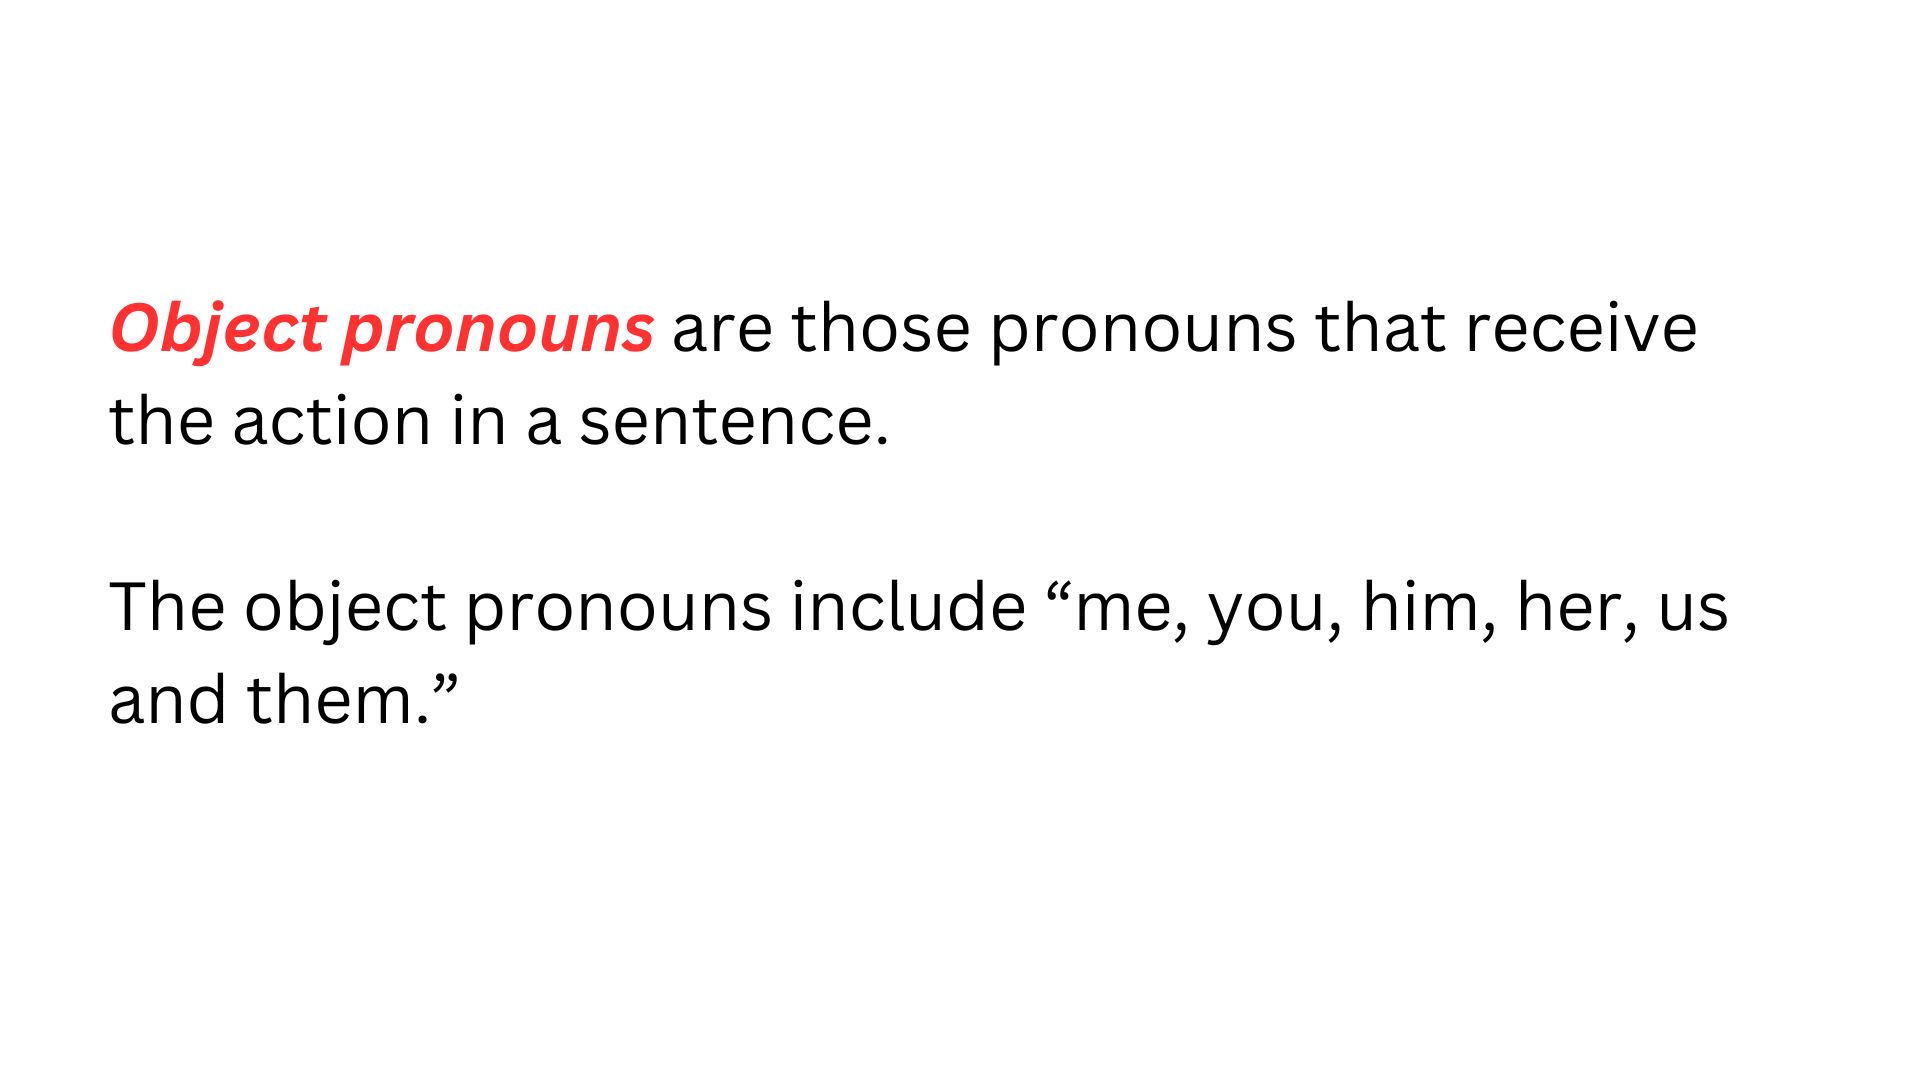 Object pronouns are those pronouns that receive
the action in a sentence.
The object pronouns include “me, you, him, her, us
and them.”